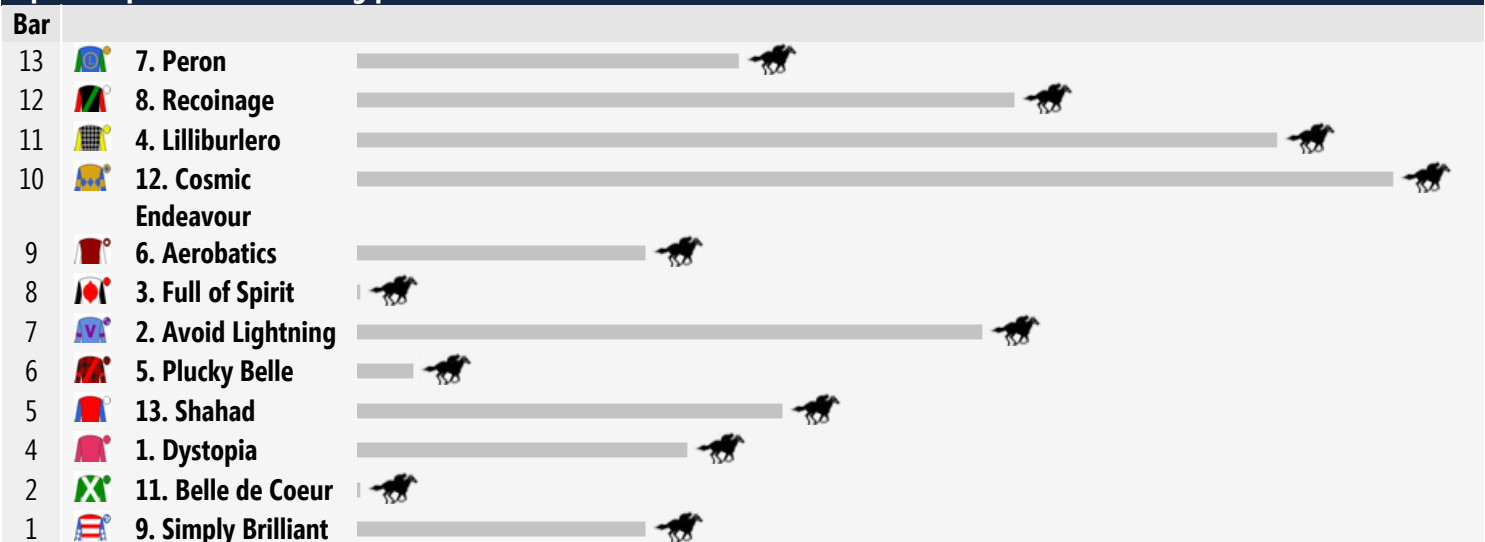 Bar
13 7. Peron
12 8. Recoinage
11 4. Lilliburlero
10 12. Cosmic
Endeavour
9 6. Aerobatics
8 3. Full of Spirit
7 2. Avoid Lightning
6 5. Plucky Belle
5 13. Shahad
4 1. Dystopia
2 11. Belle de Coeur
1 9. Simply Brilliant